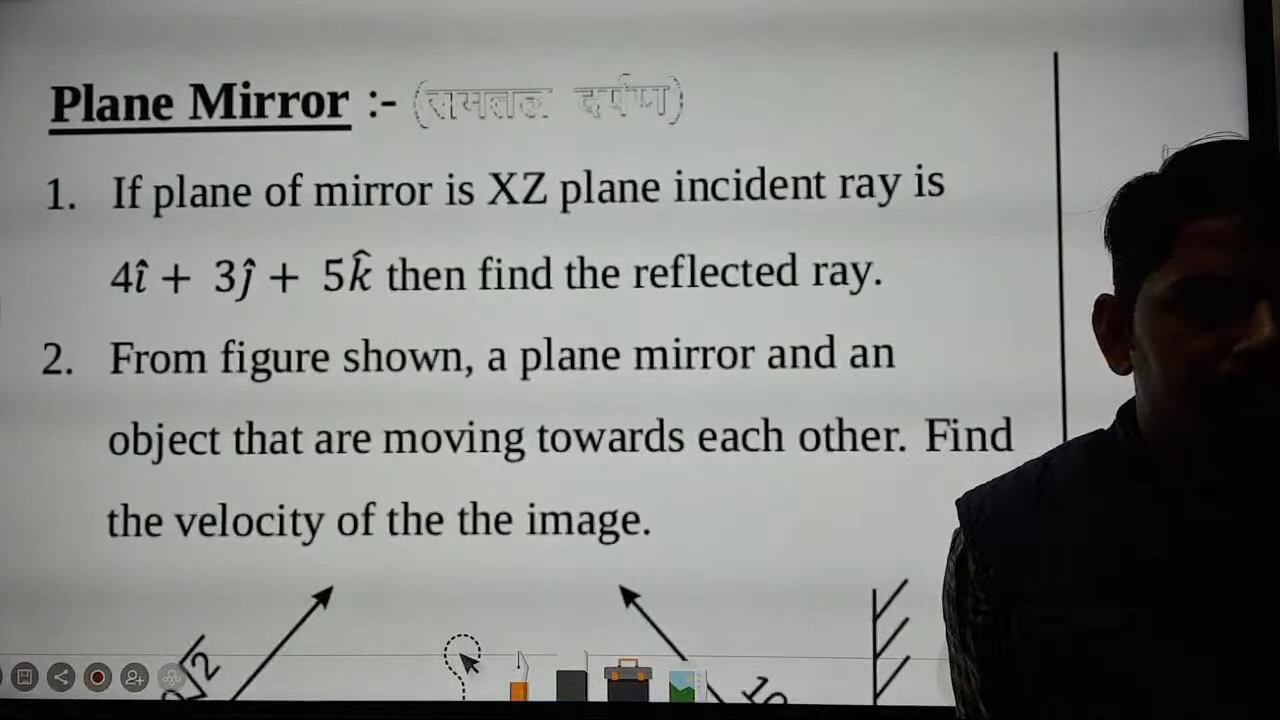 Plane Mirror :- (समतल दर्पण)
1. If plane of mirror is XZ plane incident ray is
4î + 3ĵ + 5k̂ then find the reflected ray.
2. From figure shown, a plane mirror and an
object that are moving towards each other. Find
the velocity of the the image.